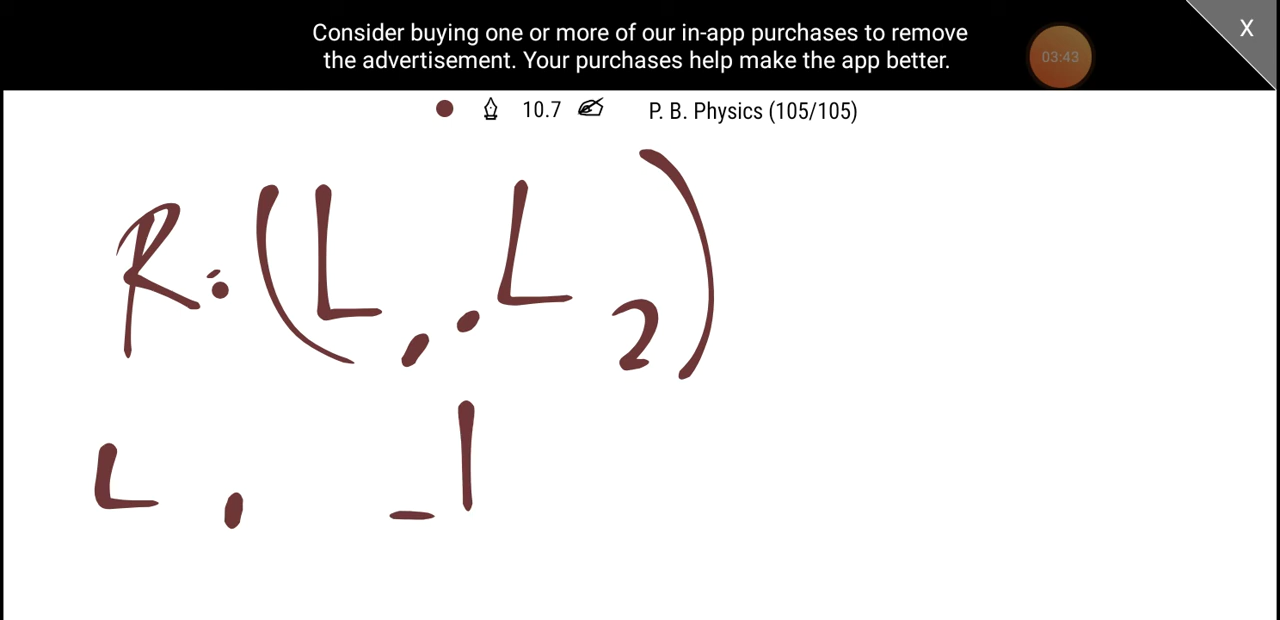 Consider buying one or more of our in-app purchases to remove
the advertisement. Your purchases help make the app better.
X
03:43
10.7 P. B. Physics (105/105)
R:(L,.L2)
L,